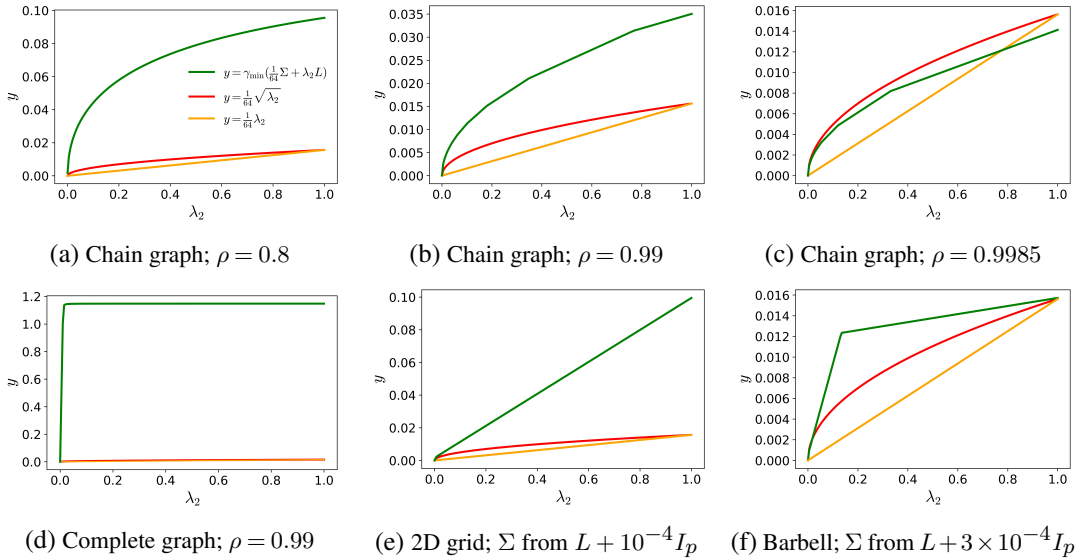 0.10
0.08
0.06
0.04
0.02
0.00
y
y = γ_min(1/64 Σ + λ₂L)
y = 1/64 √λ₂
y = 1/64 λ₂
0.0 0.2 0.4 0.6 0.8 1.0
λ₂
(a) Chain graph; ρ = 0.8
0.035
0.030
0.025
0.020
0.015
0.010
0.005
0.000
y
0.0 0.2 0.4 0.6 0.8 1.0
λ₂
(b) Chain graph; ρ = 0.99
0.016
0.014
0.012
0.010
0.008
0.006
0.004
0.002
0.000
y
0.0 0.2 0.4 0.6 0.8 1.0
λ₂
(c) Chain graph; ρ = 0.9985
1.2
1.0
0.8
0.6
0.4
0.2
0.0
y
0.0 0.2 0.4 0.6 0.8 1.0
λ₂
(d) Complete graph; ρ = 0.99
0.10
0.08
0.06
0.04
0.02
0.00
y
0.0 0.2 0.4 0.6 0.8 1.0
λ₂
(e) 2D grid; Σ from L + 10⁻⁴I_p
0.016
0.014
0.012
0.010
0.008
0.006
0.004
0.002
0.000
y
0.0 0.2 0.4 0.6 0.8 1.0
λ₂
(f) Barbell; Σ from L + 3 × 10⁻⁴I_p